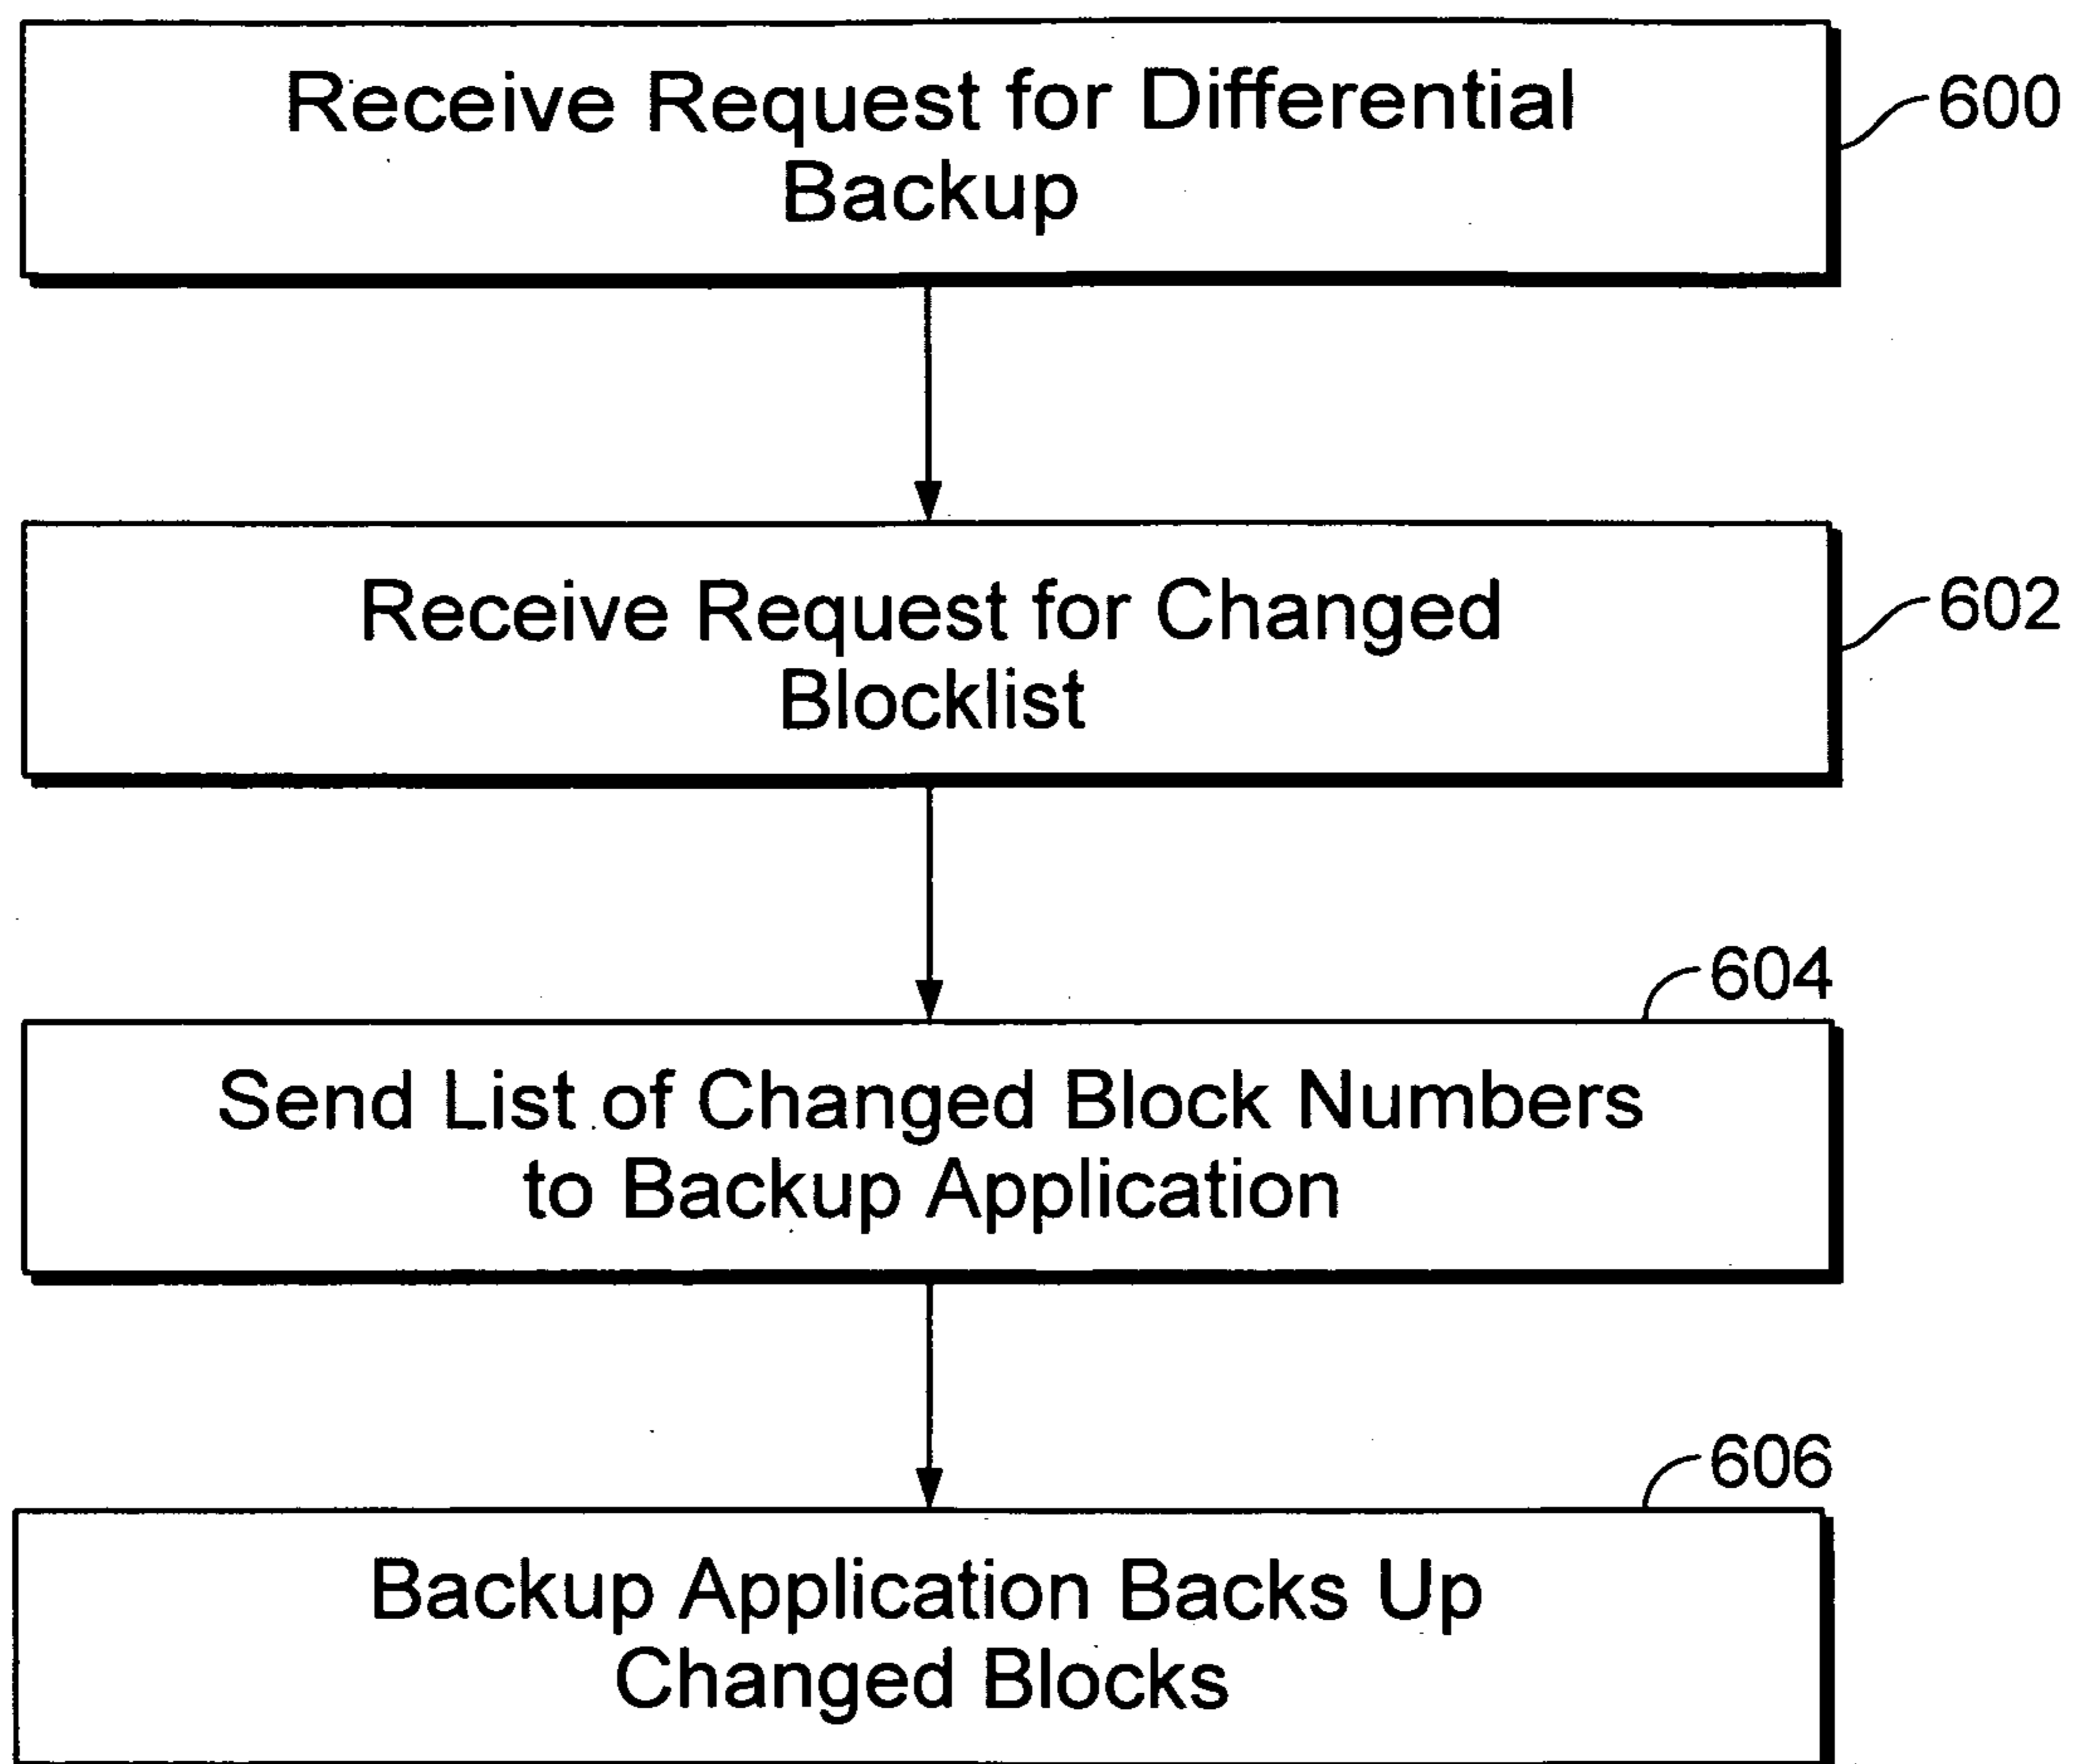 Receive Request for Differential
Backup
600
Receive Request for Changed
Blocklist
602
604
Send List of Changed Block Numbers
to Backup Application
606
Backup Application Backs Up
Changed Blocks